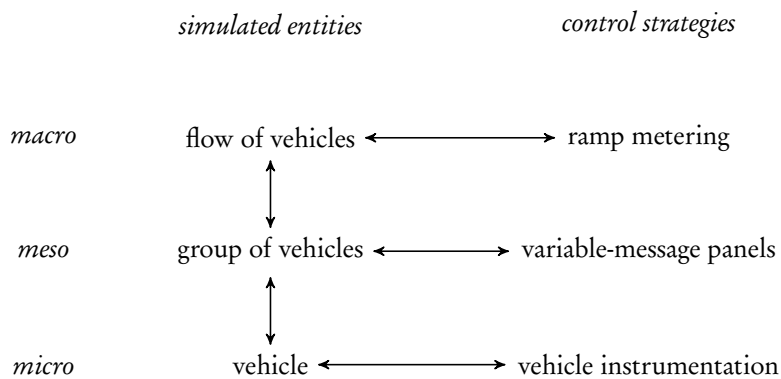 simulated entities control strategies
macro flow of vehicles ramp metering
meso group of vehicles variable-message panels
micro vehicle vehicle instrumentation